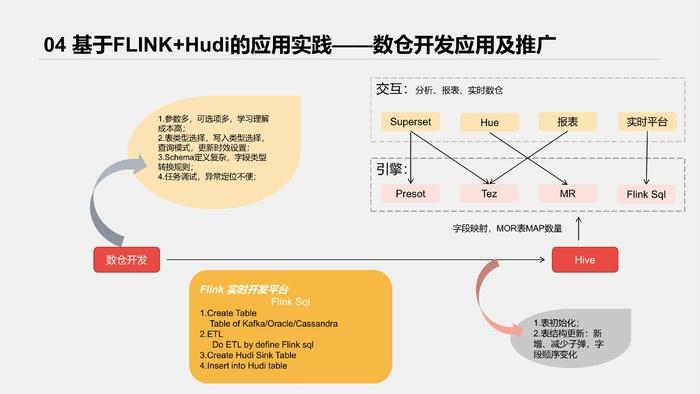 04 基于FLINK+Hudi的应用实践——数仓开发应用及推广
1.参数多，可选项多，学习理解
成本高；
2.表类型选择，写入类型选择，
查询模式，更新时效设置；
3.Schema定义复杂，字段类型
转换规则；
4.任务调试，异常定位不便；
交互：分析、报表、实时数仓
Superset
Hue
报表
实时平台
引擎：
Presot
Tez
MR
Flink Sql
字段映射，MOR表MAP数量
数仓开发
Hive
Flink 实时开发平台
Flink Sql
1.Create Table
Table of Kafka/Oracle/Cassandra
2.ETL
Do ETL by define Flink sql
3.Create Hudi Sink Table
4.Insert into Hudi table
1.表初始化；
2.表结构更新：新
增、减少子弹，字
段顺序变化